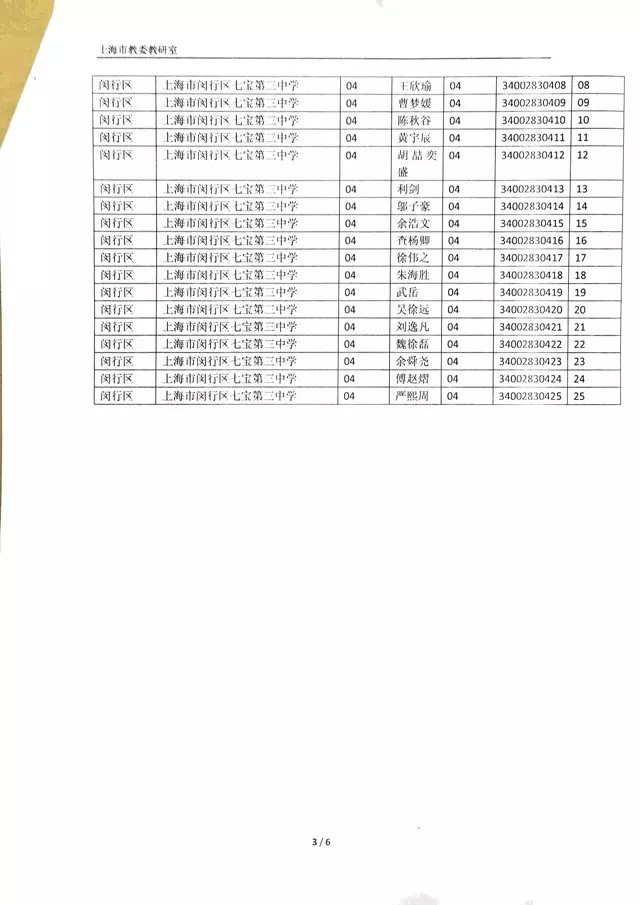 上海市教委教研室
闵行区 上海市闵行区七宝第三中学 04 王欣瑜 04 34002830408 08
闵行区 上海市闵行区七宝第三中学 04 曹梦媛 04 34002830409 09
闵行区 上海市闵行区七宝第三中学 04 陈秋谷 04 34002830410 10
闵行区 上海市闵行区七宝第三中学 04 黄宇辰 04 34002830411 11
闵行区 上海市闵行区七宝第三中学 04 胡喆奕 04 34002830412 12
盛
闵行区 上海市闵行区七宝第三中学 04 利剑 04 34002830413 13
闵行区 上海市闵行区七宝第三中学 04 邬子豪 04 34002830414 14
闵行区 上海市闵行区七宝第三中学 04 余浩文 04 34002830415 15
闵行区 上海市闵行区七宝第三中学 04 查杨卿 04 34002830416 16
闵行区 上海市闵行区七宝第三中学 04 徐伟之 04 34002830417 17
闵行区 上海市闵行区七宝第三中学 04 朱海胜 04 34002830418 18
闵行区 上海市闵行区七宝第三中学 04 武岳 04 34002830419 19
闵行区 上海市闵行区七宝第三中学 04 吴徐远 04 34002830420 20
闵行区 上海市闵行区七宝第三中学 04 刘逸凡 04 34002830421 21
闵行区 上海市闵行区七宝第三中学 04 魏徐磊 04 34002830422 22
闵行区 上海市闵行区七宝第三中学 04 余舜尧 04 34002830423 23
闵行区 上海市闵行区七宝第三中学 04 傅赵熠 04 34002830424 24
闵行区 上海市闵行区七宝第三中学 04 严熙周 04 34002830425 25
3 / 6